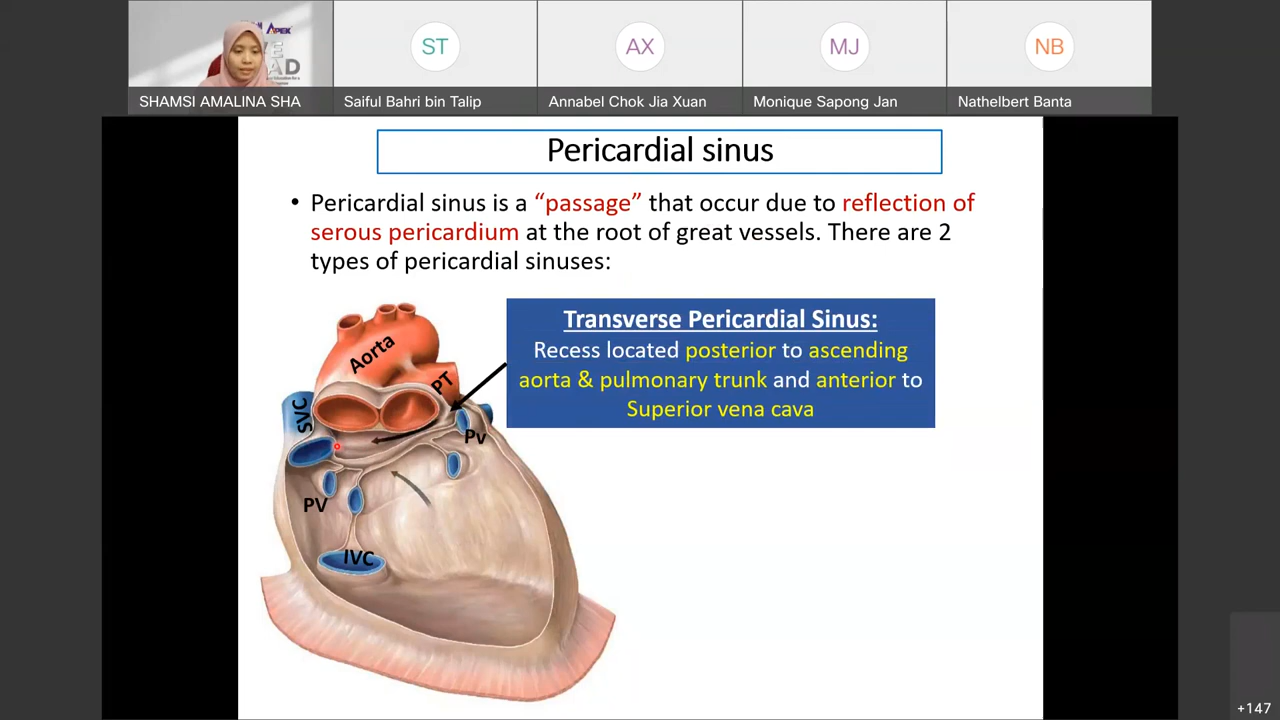 APEK
ST
AX
MJ
NB
SHAMSI AMALINA SHA
Saiful Bahri bin Talip
Annabel Chok Jia Xuan
Monique Sapong Jan
Nathelbert Banta
Pericardial sinus
• Pericardial sinus is a “passage” that occur due to reflection of
serous pericardium at the root of great vessels. There are 2
types of pericardial sinuses:
Transverse Pericardial Sinus:
Recess located posterior to ascending
aorta & pulmonary trunk and anterior to
Superior vena cava
Aorta
PT
SVC
Pv
PV
IVC
+147